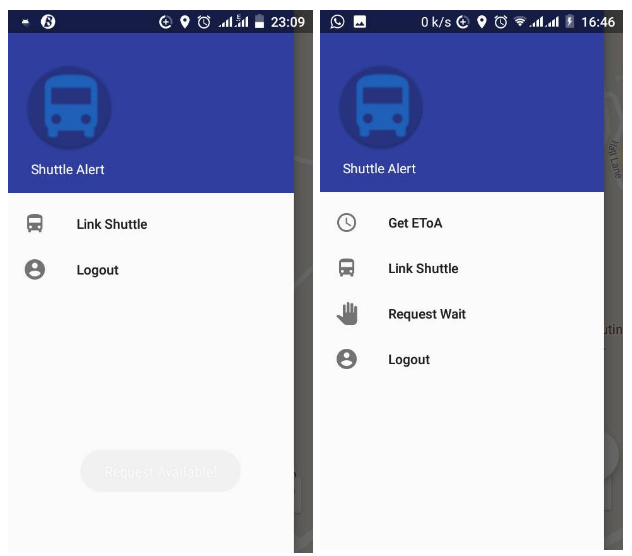 23:09
Shuttle Alert
Link Shuttle
Logout
Request Available!
0 k/s
16:46
Shuttle Alert
Get EToA
Link Shuttle
Request Wait
Logout